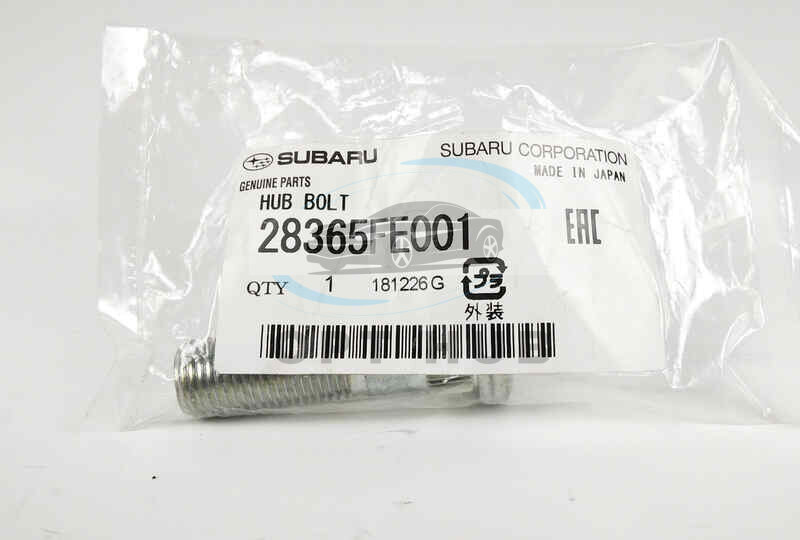 SUBARU
SUBARU CORPORATION
MADE IN JAPAN
GENUINE PARTS
HUB BOLT
28365FE001
EAC
QTY 1 181226G
プラ
外装